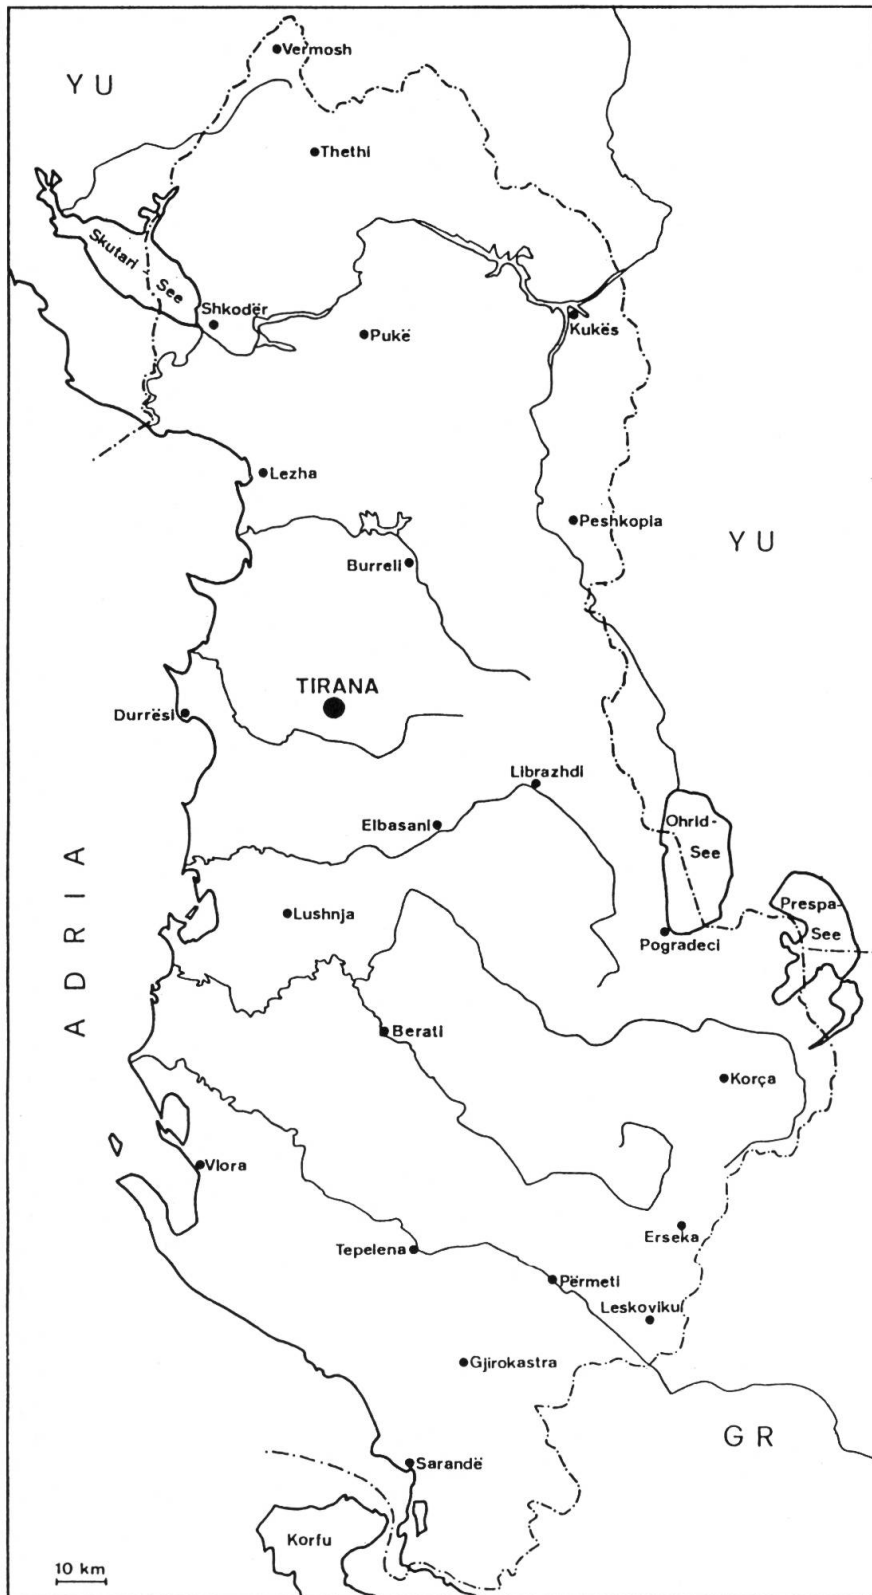 Vermosh
YU
Thethi
Skutari - See
Shkodër
Pukë
Kukës
Lezha
Peshkopia
YU
Burreli
TIRANA
Durrësi
Librazhdi
Elbasani
Ohrid-
See
ADRIA
Lushnja
Prespa-
See
Pogradeci
Berati
Korça
Vlora
Erseka
Tepelena
Përmeti
Leskoviku
Gjirokastra
GR
Sarandë
Korfu
10 km